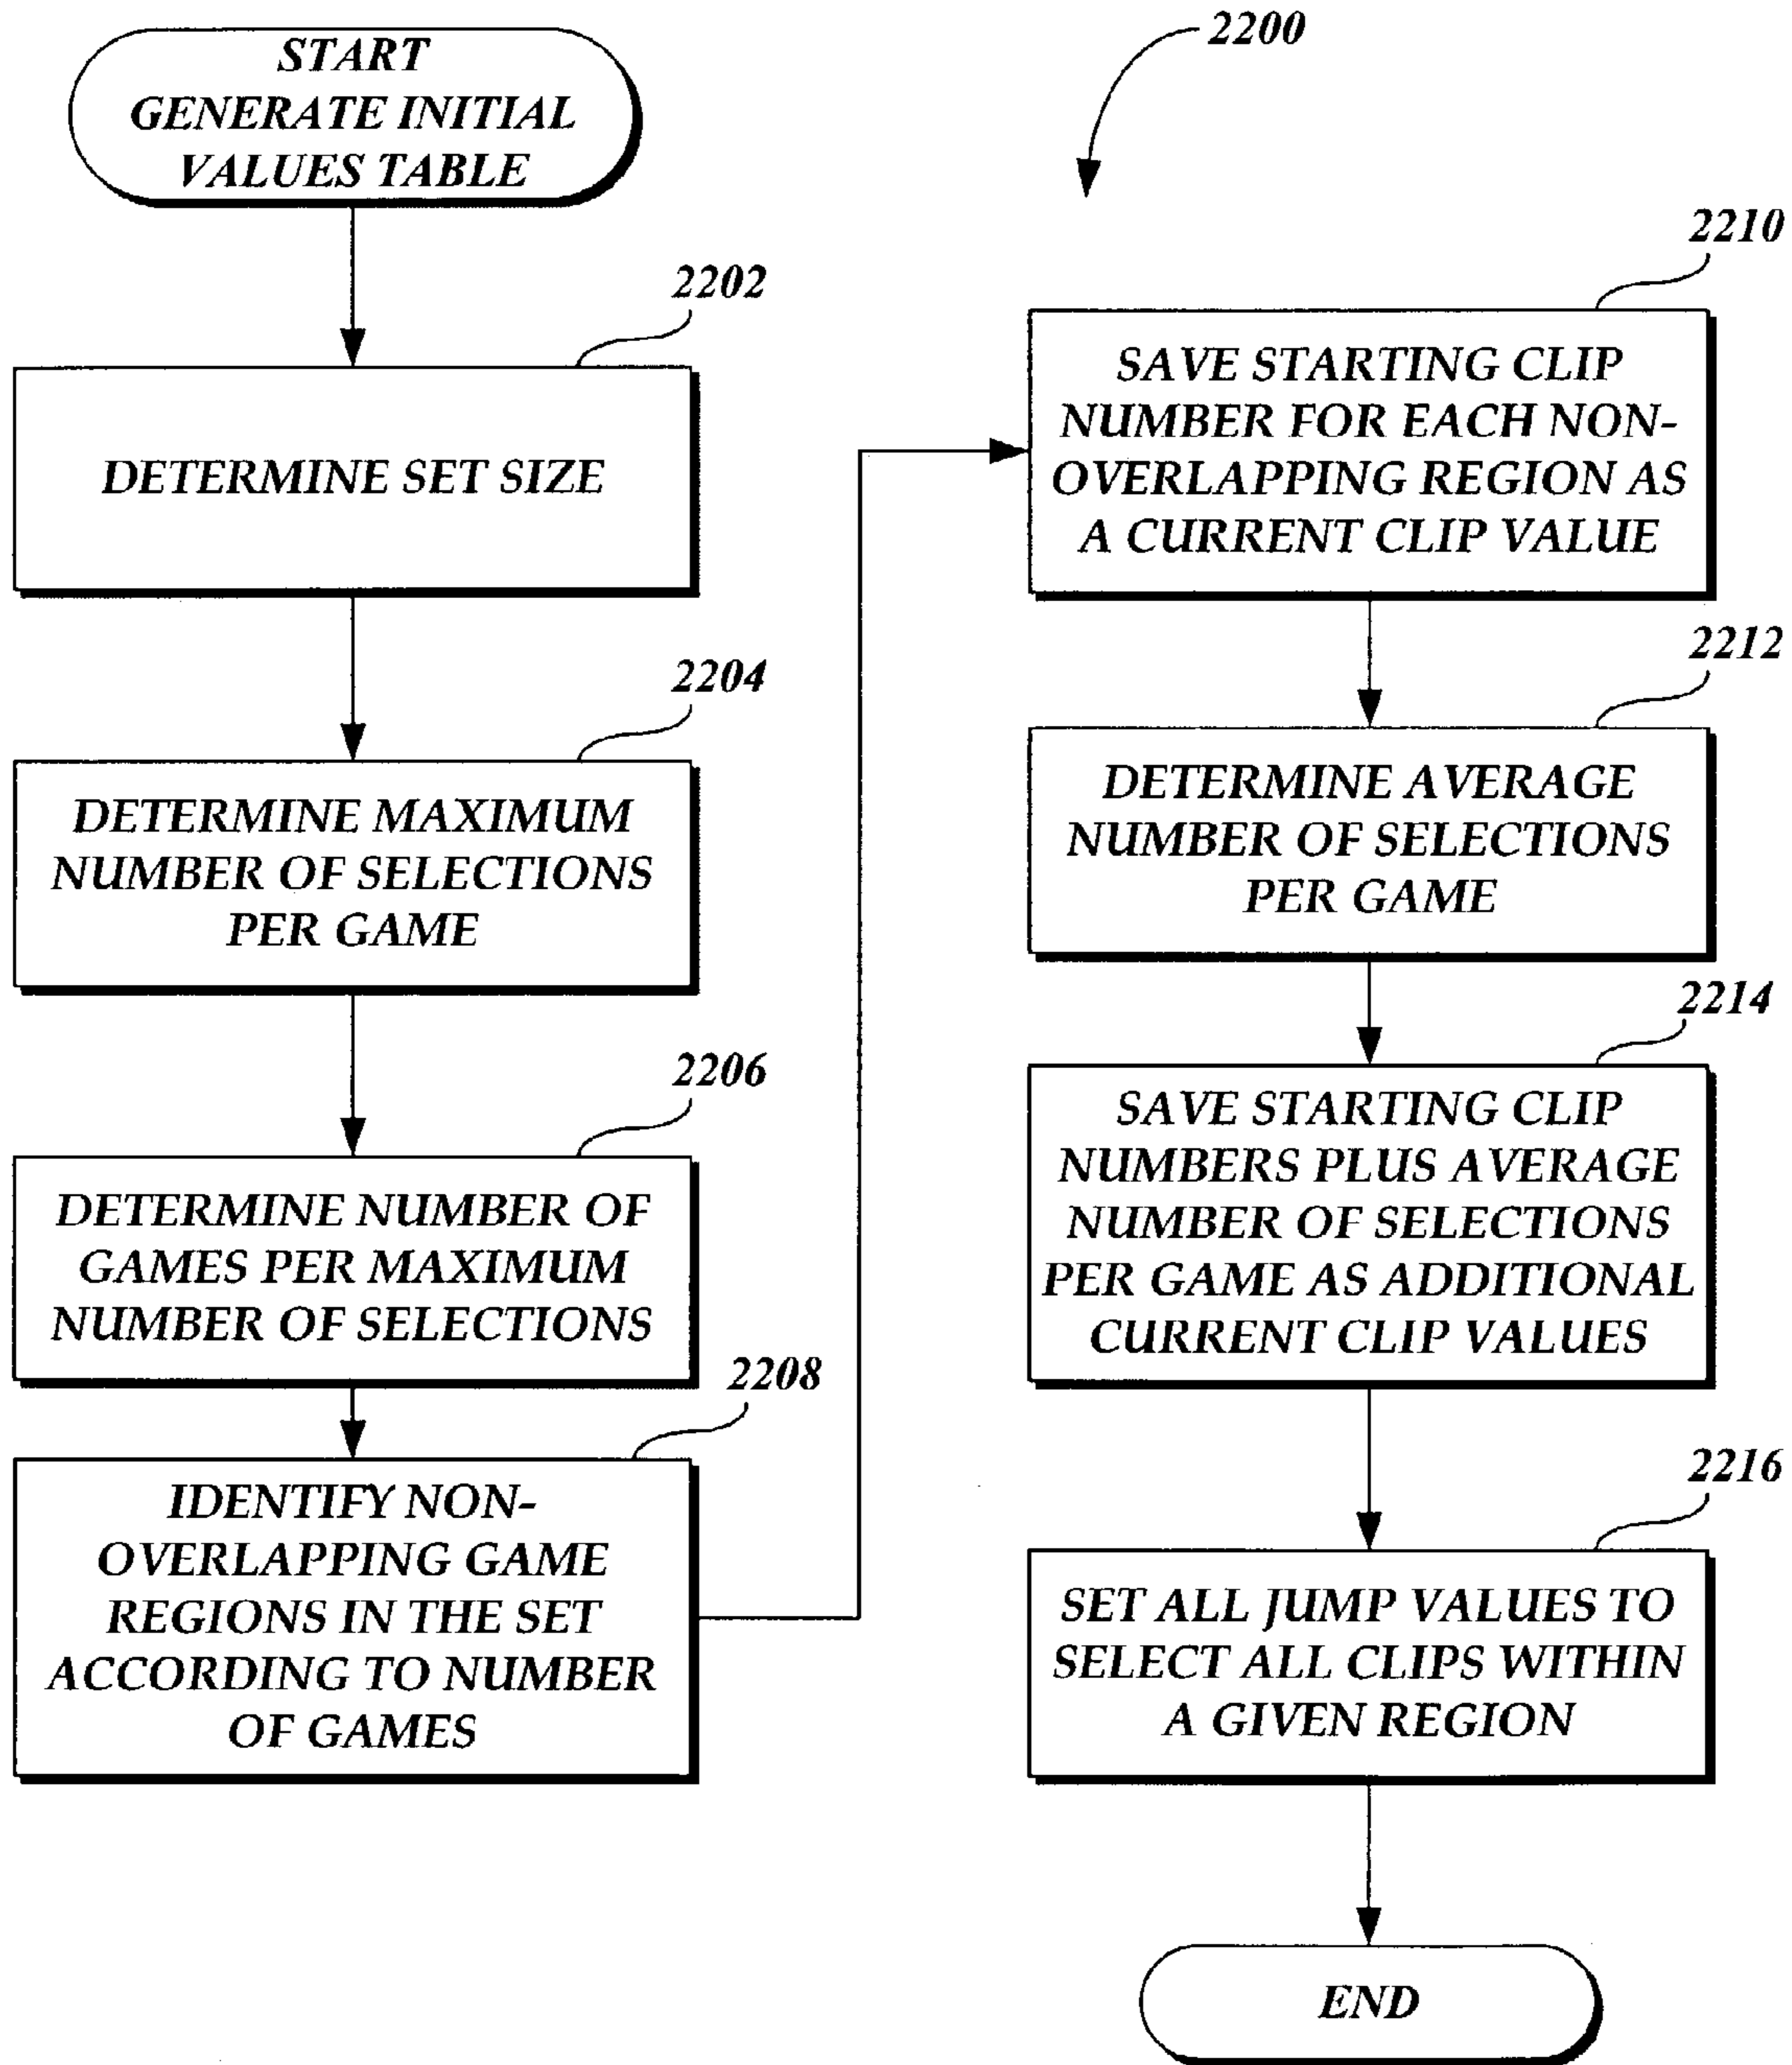 START
GENERATE INITIAL
VALUES TABLE
2202
DETERMINE SET SIZE
2204
DETERMINE MAXIMUM
NUMBER OF SELECTIONS
PER GAME
2206
DETERMINE NUMBER OF
GAMES PER MAXIMUM
NUMBER OF SELECTIONS
2208
IDENTIFY NON-
OVERLAPPING GAME
REGIONS IN THE SET
ACCORDING TO NUMBER
OF GAMES
2200
2210
SAVE STARTING CLIP
NUMBER FOR EACH NON-
OVERLAPPING REGION AS
A CURRENT CLIP VALUE
2212
DETERMINE AVERAGE
NUMBER OF SELECTIONS
PER GAME
2214
SAVE STARTING CLIP
NUMBERS PLUS AVERAGE
NUMBER OF SELECTIONS
PER GAME AS ADDITIONAL
CURRENT CLIP VALUES
2216
SET ALL JUMP VALUES TO
SELECT ALL CLIPS WITHIN
A GIVEN REGION
END